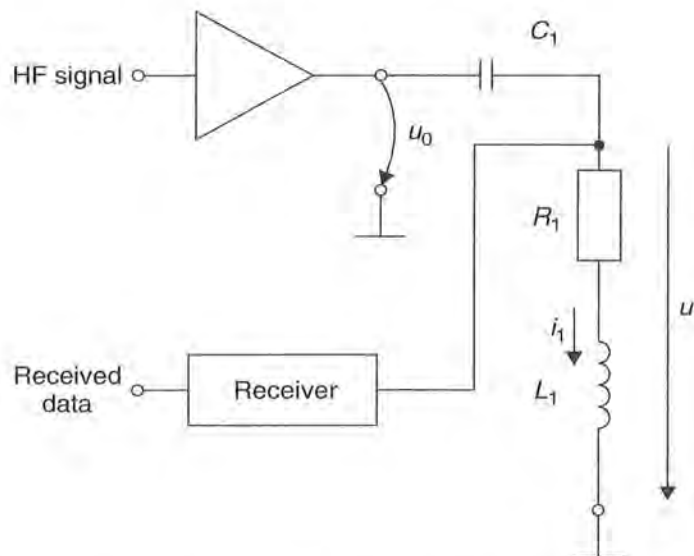 C₁
HF signal
u₀
R₁
u
i₁
L₁
Received
data
Receiver